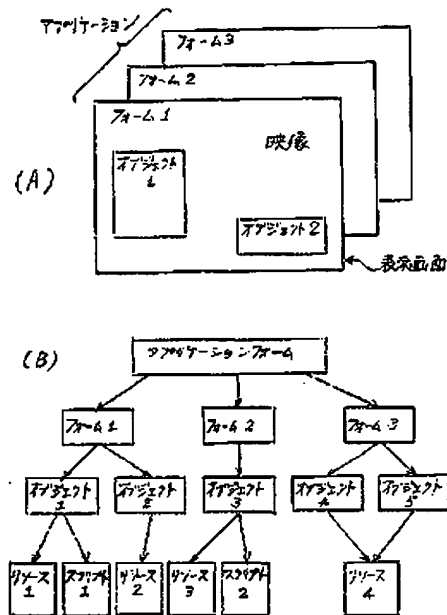 アプリケーション
フォーム3
フォーム2
フォーム1
映像
オブジェクト
1
オブジェクト2
表示画面
(A)
(B)
アプリケーションフォーム
フォーム1
フォーム2
フォーム3
オブジェクト
1
オブジェクト
2
オブジェクト
3
オブジェクト
4
オブジェクト
5
リソース
1
スクリプト
1
リソース
2
リソース
3
スクリプト
2
リソース
4